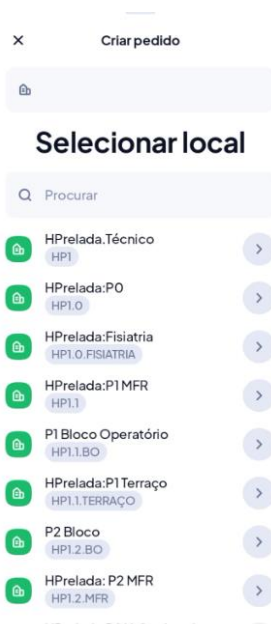 Criar pedido
Selecionar local
Procurar
HPrelada.Técnico
HP1
HPrelada:P0
HP1.0
HPrelada:Fisiatria
HP1.0.FISIATRIA
HPrelada:P1 MFR
HP1.1
P1 Bloco Operatório
HP1.1.BO
HPrelada:P1 Terraço
HP1.1.TERRAÇO
P2 Bloco
HP1.2.BO
HPrelada: P2 MFR
HP1.2.MFR